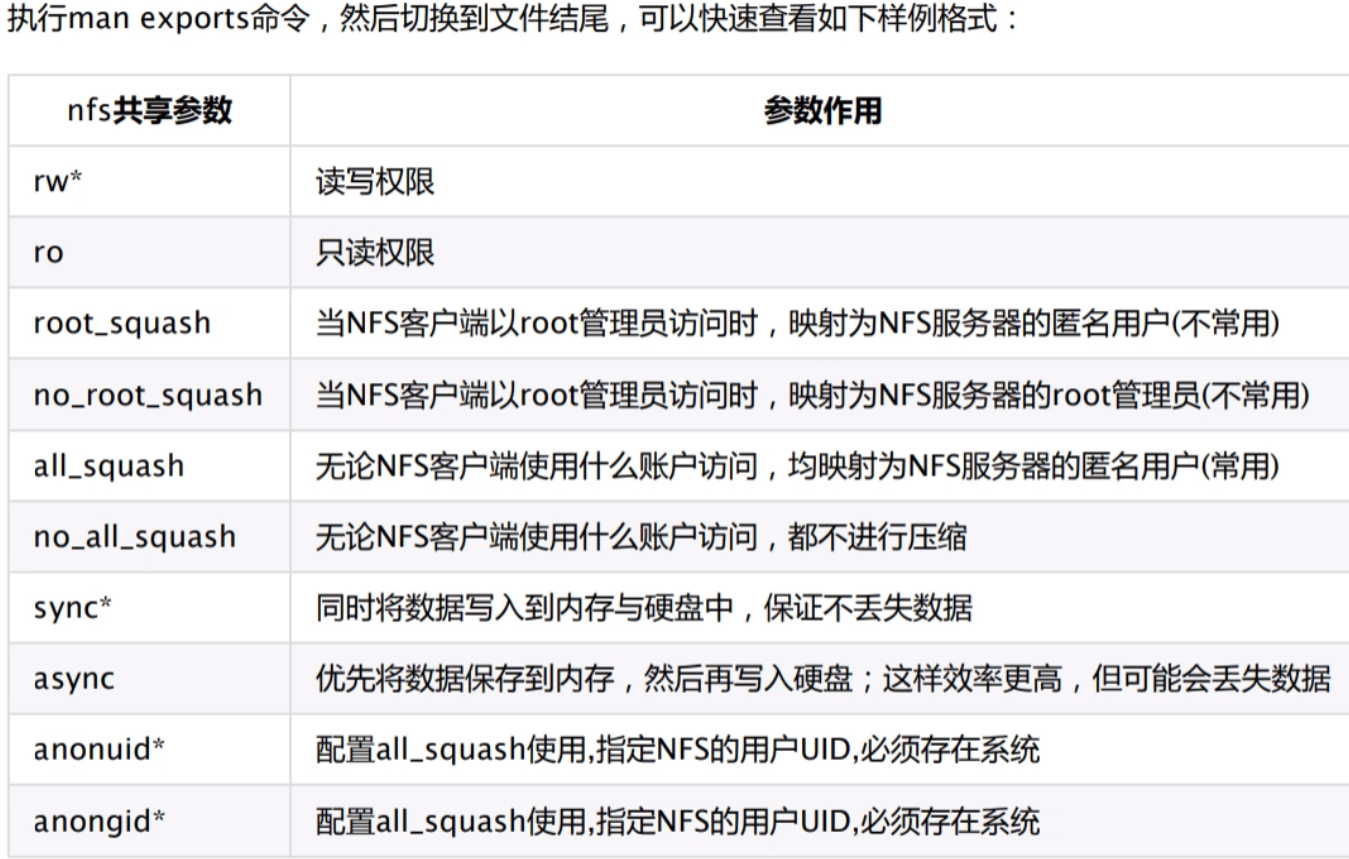 执行man exports命令，然后切换到文件结尾，可以快速查看如下样例格式：
nfs共享参数 参数作用
rw* 读写权限
ro 只读权限
root_squash 当NFS客户端以root管理员访问时，映射为NFS服务器的匿名用户(不常用)
no_root_squash 当NFS客户端以root管理员访问时，映射为NFS服务器的root管理员(不常用)
all_squash 无论NFS客户端使用什么账户访问，均映射为NFS服务器的匿名用户(常用)
no_all_squash 无论NFS客户端使用什么账户访问，都不进行压缩
sync* 同时将数据写入到内存与硬盘中，保证不丢失数据
async 优先将数据保存到内存，然后再写入硬盘；这样效率更高，但可能会丢失数据
anonuid* 配置all_squash使用,指定NFS的用户UID,必须存在系统
anongid* 配置all_squash使用,指定NFS的用户UID,必须存在系统